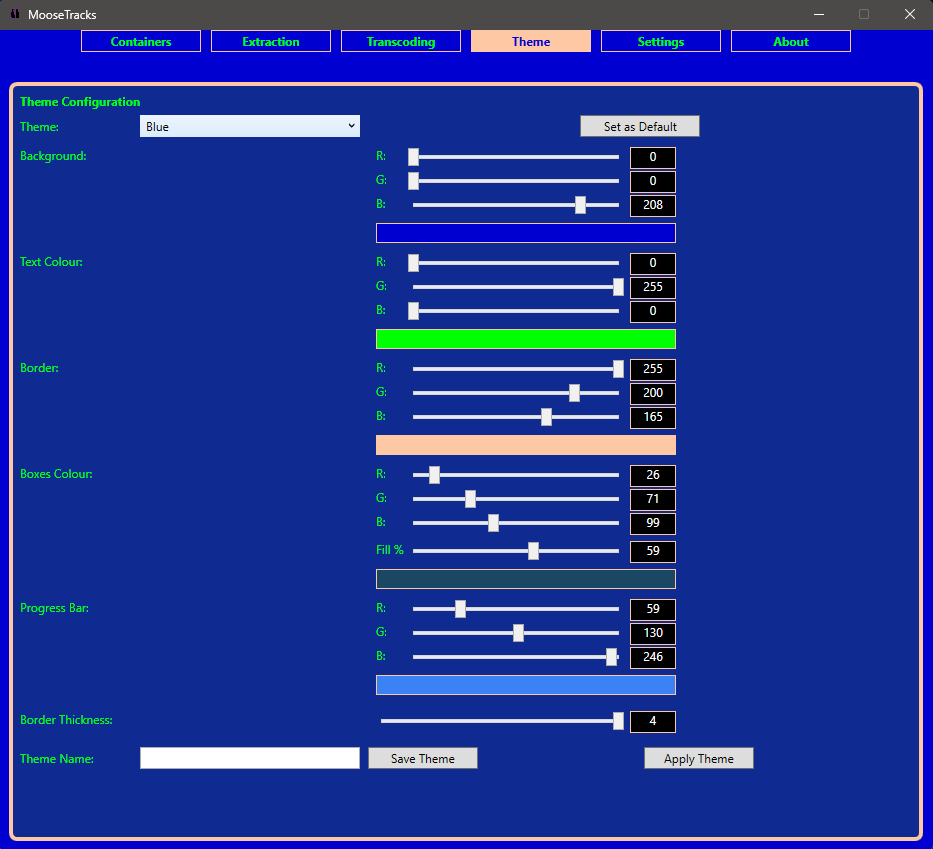 MooseTracks
Containers Extraction Transcoding Theme Settings About
Theme Configuration
Theme: Blue Set as Default
Background: R: 0
G: 0
B: 208
Text Colour: R: 0
G: 255
B: 0
Border: R: 255
G: 200
B: 165
Boxes Colour: R: 26
G: 71
B: 99
Fill % 59
Progress Bar: R: 59
G: 130
B: 246
Border Thickness: 4
Theme Name: Save Theme Apply Theme